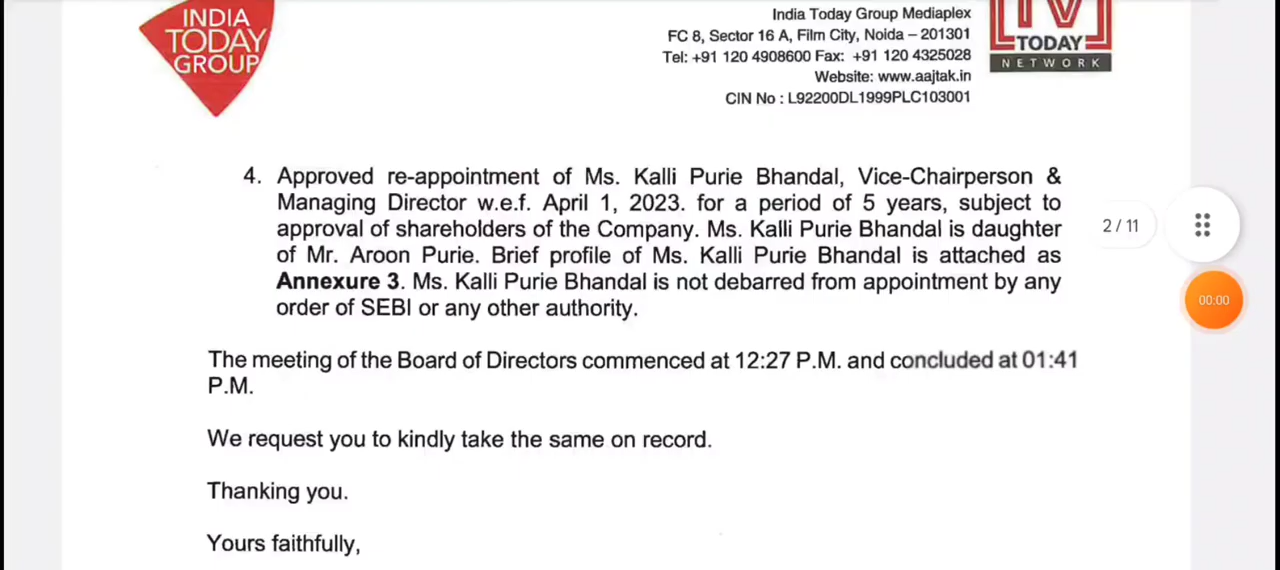 INDIA
TODAY
GROUP
India Today Group Mediaplex
FC 8, Sector 16 A, Film City, Noida – 201301
Tel: +91 120 4908600 Fax: +91 120 4325028
Website: www.aajtak.in
CIN No : L92200DL1999PLC103001
TV
TODAY
NETWORK
4. Approved re-appointment of Ms. Kalli Purie Bhandal, Vice-Chairperson &
Managing Director w.e.f. April 1, 2023. for a period of 5 years, subject to
approval of shareholders of the Company. Ms. Kalli Purie Bhandal is daughter
of Mr. Aroon Purie. Brief profile of Ms. Kalli Purie Bhandal is attached as
Annexure 3. Ms. Kalli Purie Bhandal is not debarred from appointment by any
order of SEBI or any other authority.
2/11
00:00
The meeting of the Board of Directors commenced at 12:27 P.M. and concluded at 01:41
P.M.
We request you to kindly take the same on record.
Thanking you.
Yours faithfully,